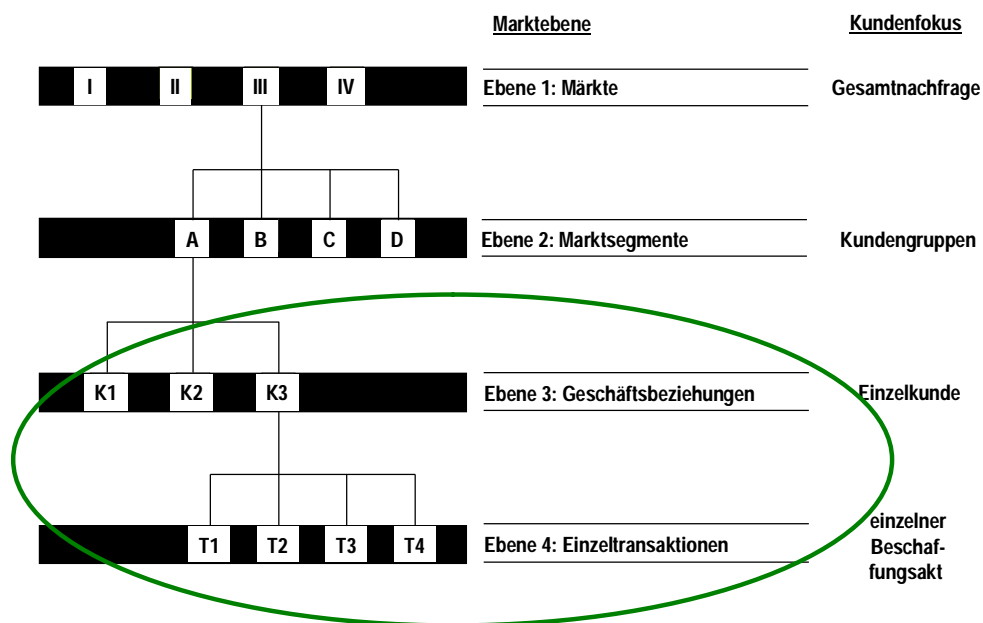 Marktebene Kundenfokus
I II III IV Ebene 1: Märkte Gesamtnachfrage
A B C D Ebene 2: Marktsegmente Kundengruppen
K1 K2 K3 Ebene 3: Geschäftsbeziehungen Einzelkunde
T1 T2 T3 T4 Ebene 4: Einzeltransaktionen
einzelner
Beschaf-
fungsakt